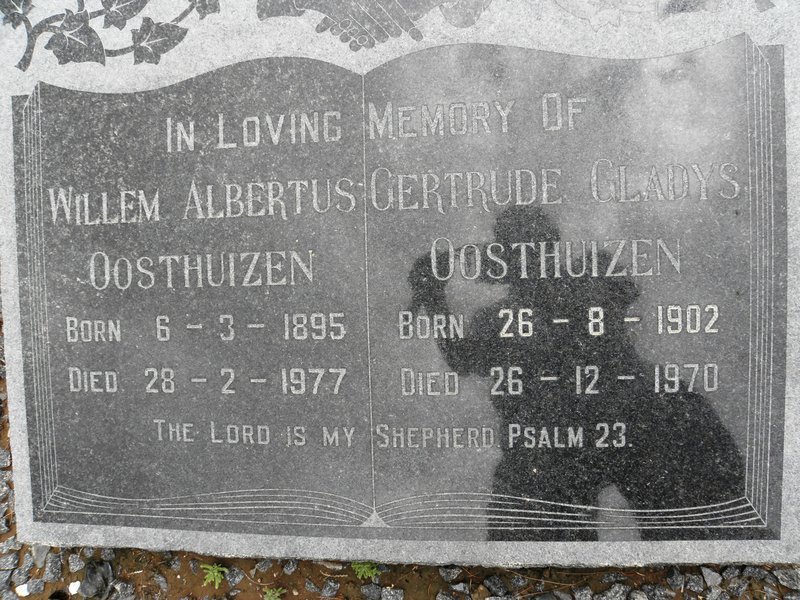 IN LOVING MEMORY OF
WILLEM ALBERTUS GERTRUDE GLADYS
OOSTHUIZEN OOSTHUIZEN
BORN 6 - 3 - 1895 BORN 26 - 8 - 1902
DIED 28 - 2 - 1977 DIED 26 - 12 - 1970
THE LORD IS MY SHEPHERD. PSALM 23.